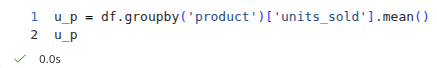 1 u_p = df.groupby('product')['units_sold'].mean()
2 u_p
0.0s